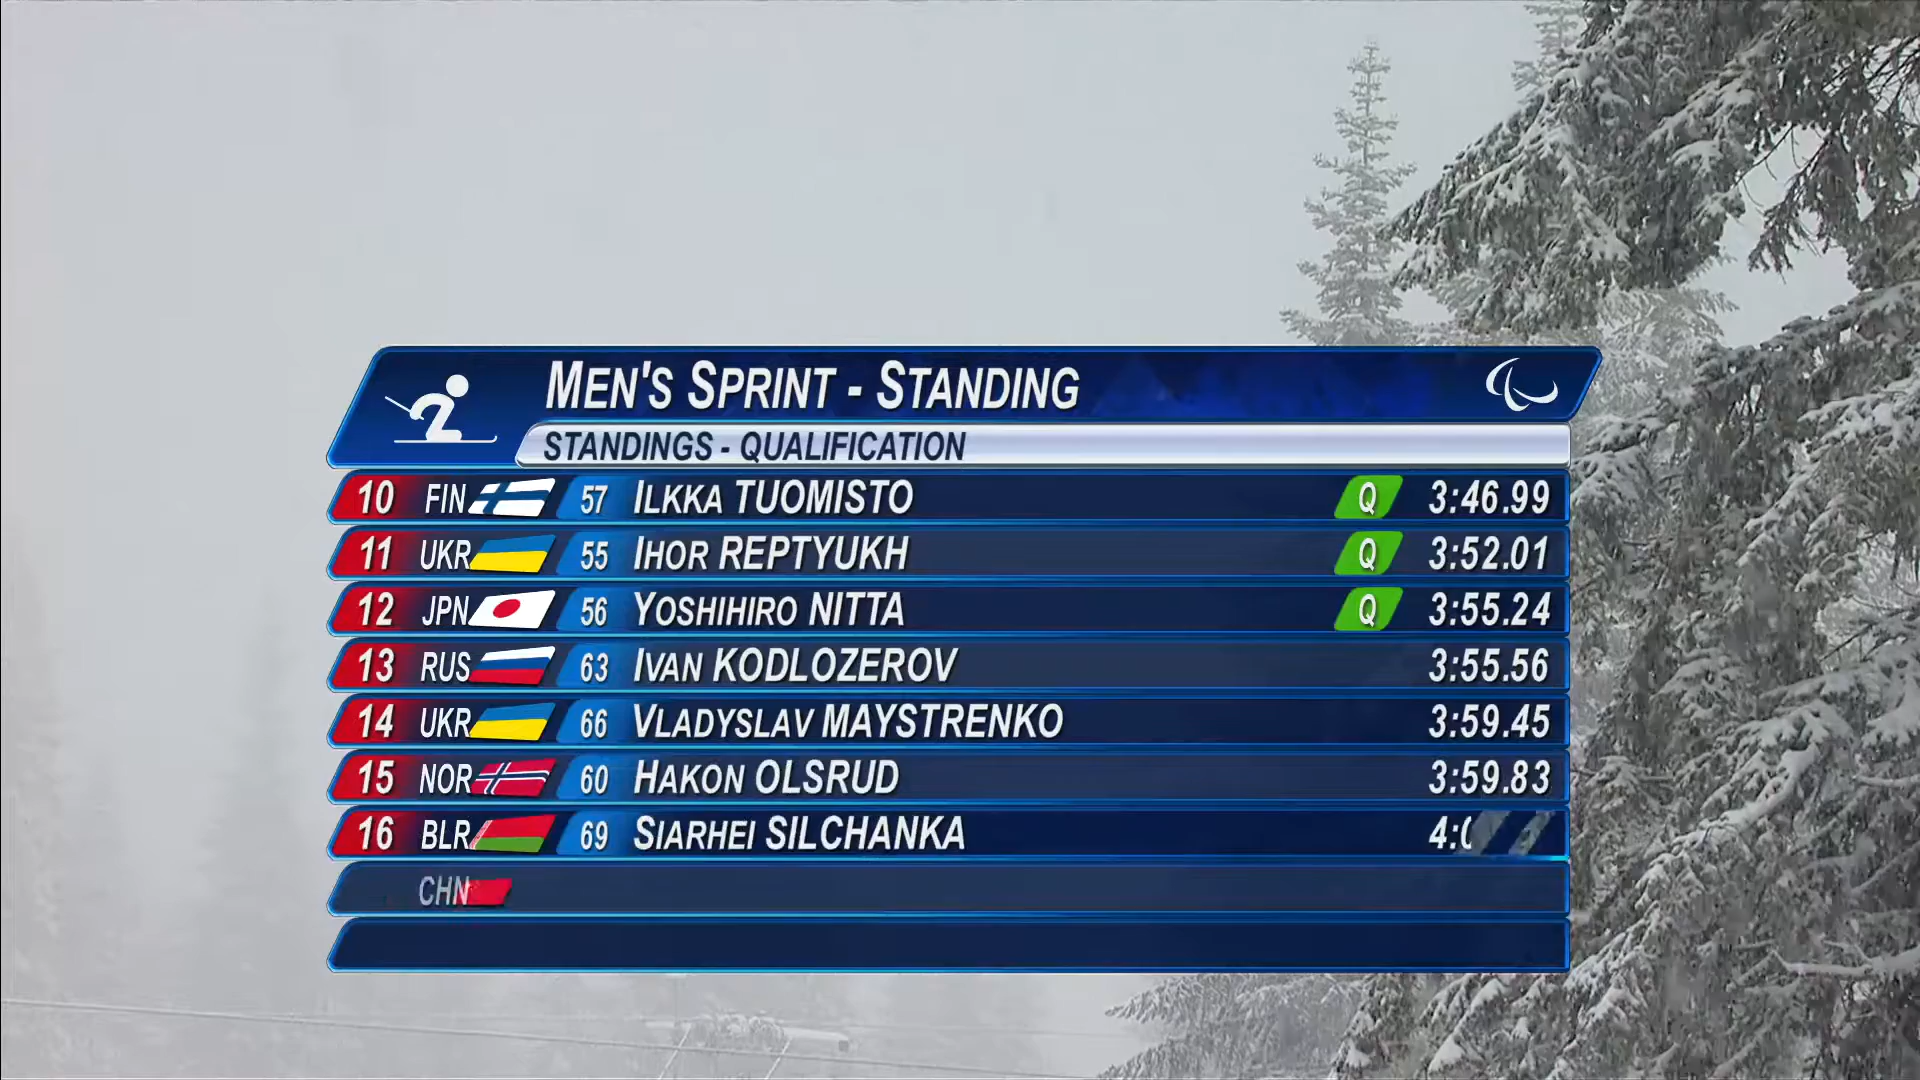 MEN'S SPRINT - STANDING
STANDINGS - QUALIFICATION
10 FIN 57 ILKKA TUOMISTO Q 3:46.99
11 UKR 55 IHOR REPTYUKH Q 3:52.01
12 JPN 56 YOSHIHIRO NITTA Q 3:55.24
13 RUS 63 IVAN KODLOZEROV 3:55.56
14 UKR 66 VLADYSLAV MAYSTRENKO 3:59.45
15 NOR 60 HAKON OLSRUD 3:59.83
16 BLR 69 SIARHEI SILCHANKA
CHN